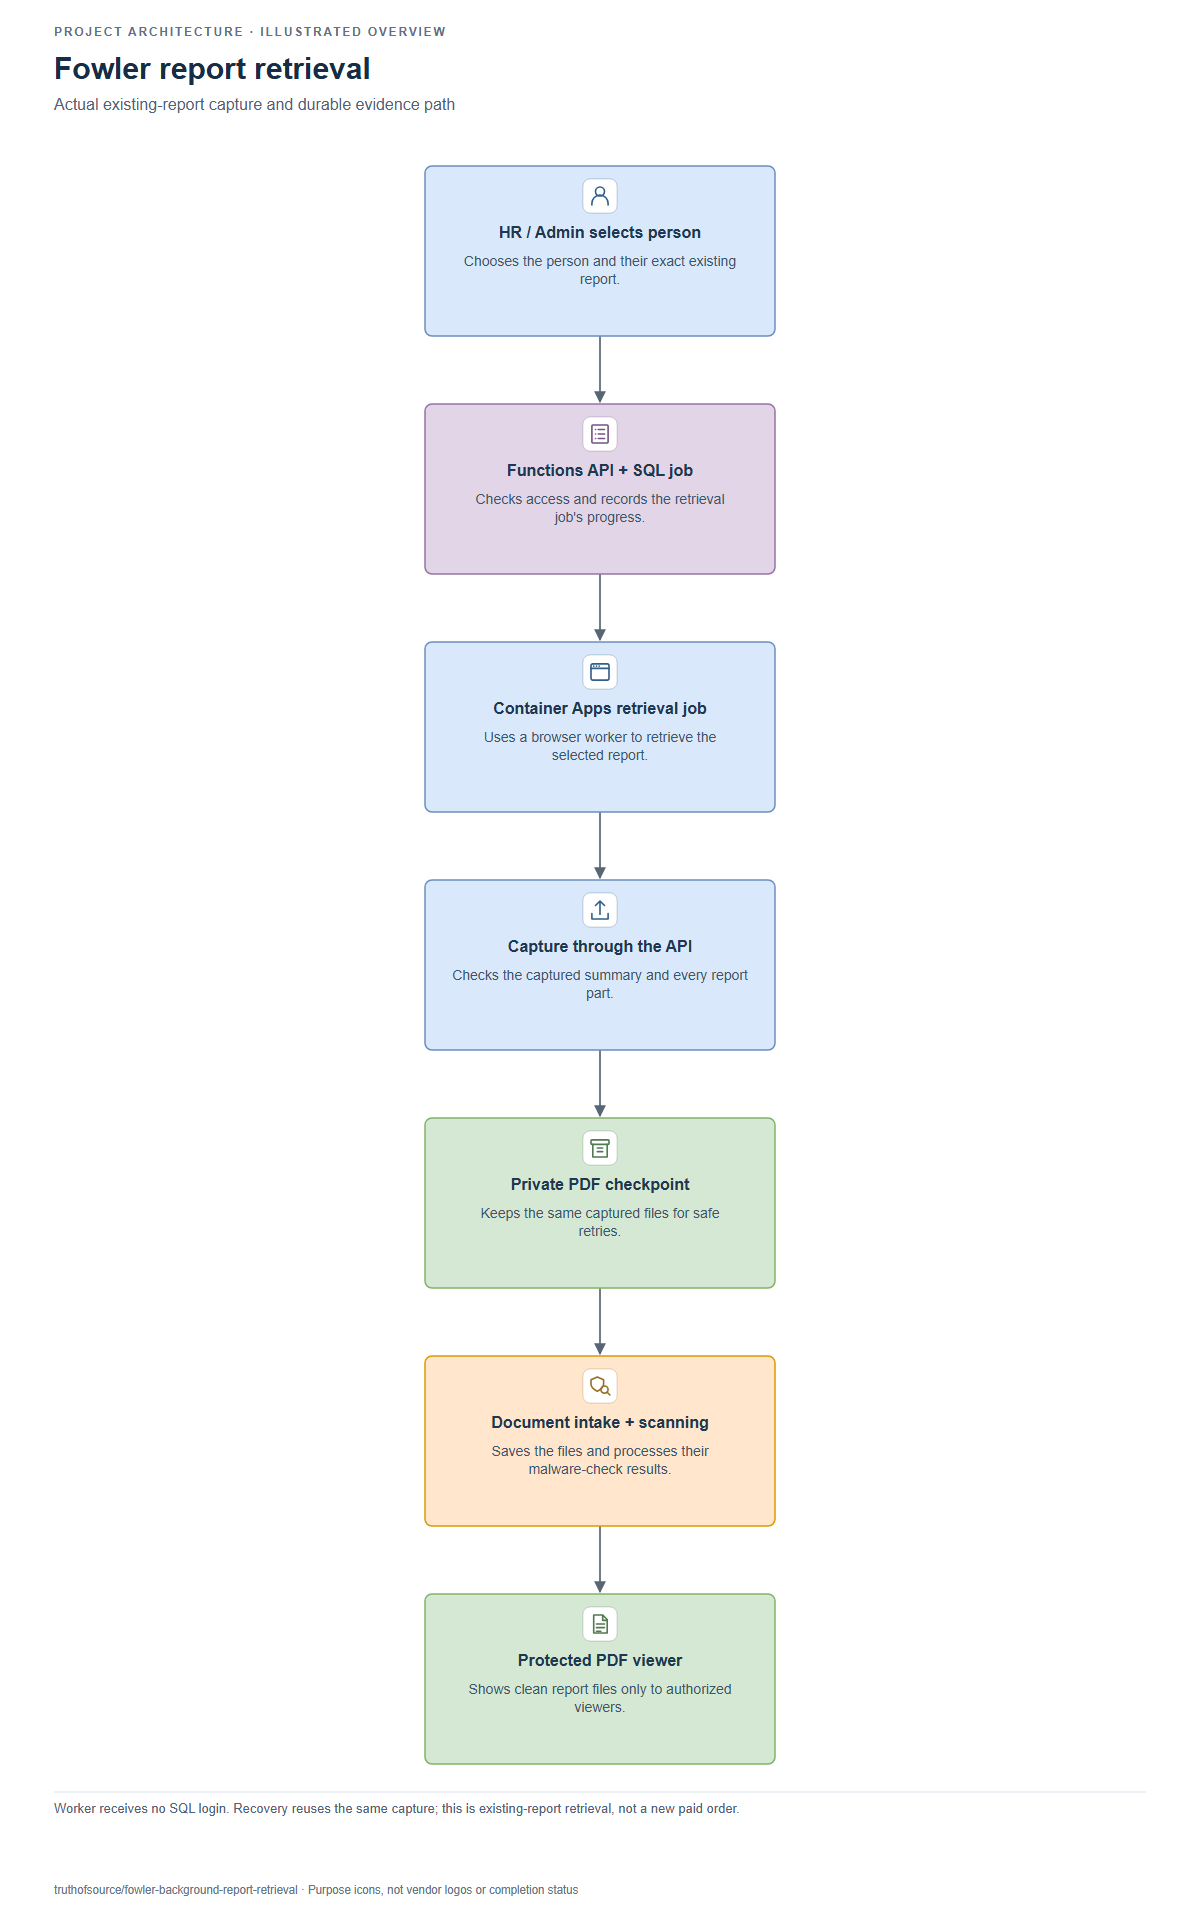 PROJECT ARCHITECTURE · ILLUSTRATED OVERVIEW
Fowler report retrieval
Actual existing-report capture and durable evidence path
HR / Admin selects person
Chooses the person and their exact existing
report.
Functions API + SQL job
Checks access and records the retrieval
job's progress.
Container Apps retrieval job
Uses a browser worker to retrieve the
selected report.
Capture through the API
Checks the captured summary and every report
part.
Private PDF checkpoint
Keeps the same captured files for safe
retries.
Document intake + scanning
Saves the files and processes their
malware-check results.
Protected PDF viewer
Shows clean report files only to authorized
viewers.
Worker receives no SQL login. Recovery reuses the same capture; this is existing-report retrieval, not a new paid order.
truthofsource/fowler-background-report-retrieval · Purpose icons, not vendor logos or completion status